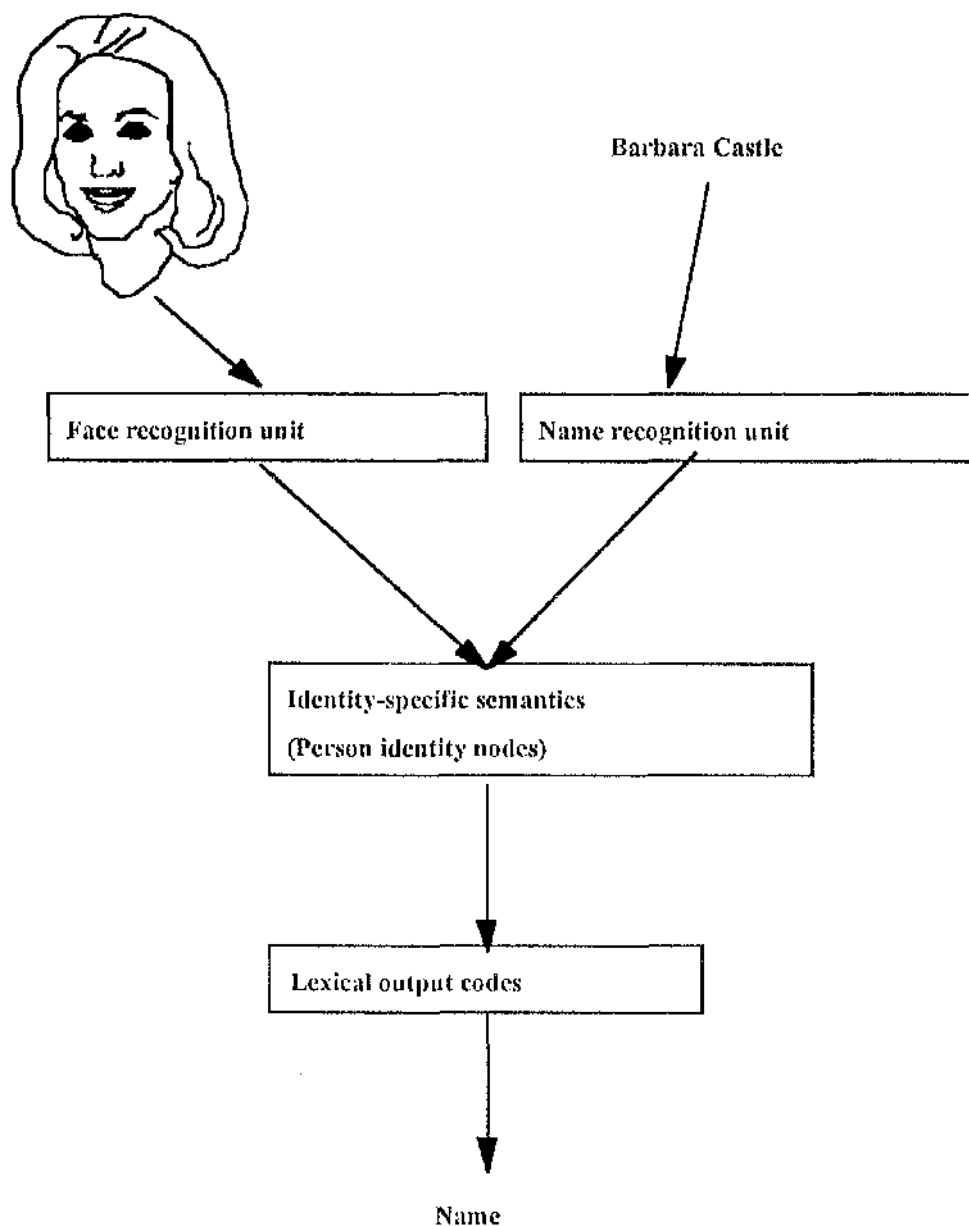 Barbara Castle
Face recognition unit
Name recognition unit
Identity-specific semantics
(Person identity nodes)
Lexical output codes
Name